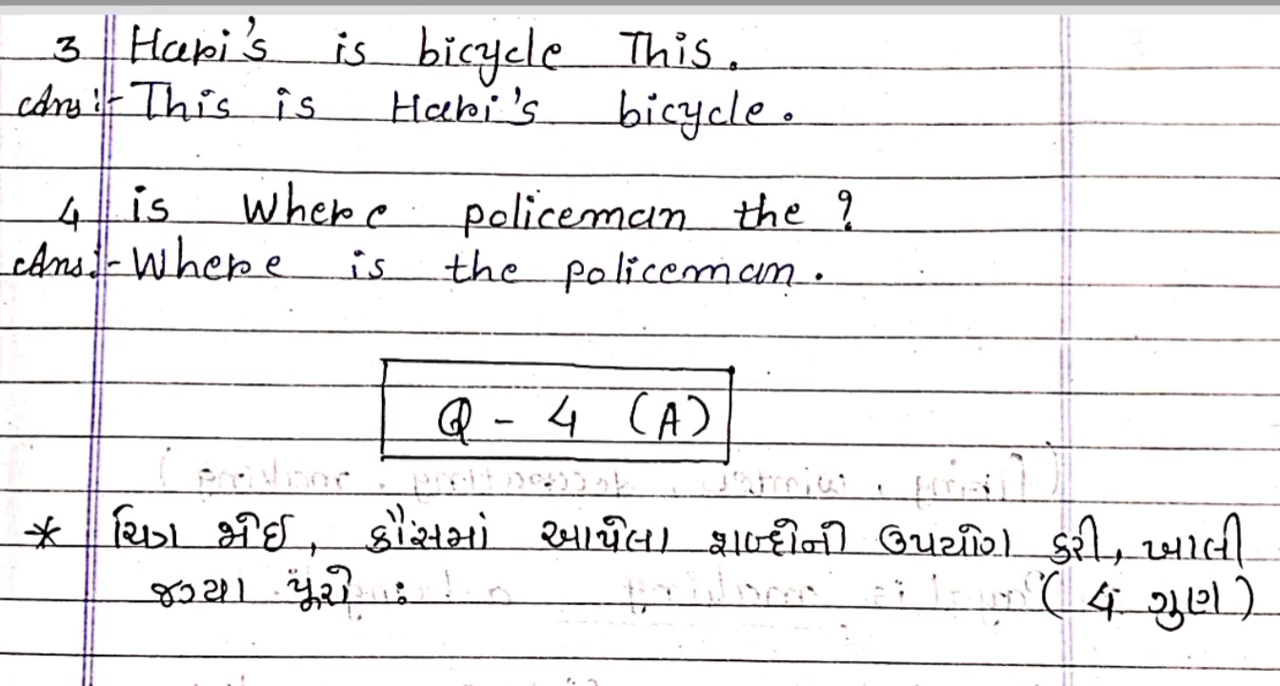 3 Hari's is bicycle This.
Ans:- This is Hari's bicycle.
4 is Where policeman the ?
Ans:- Where is the policeman.
Q - 4 (A)
* ચિત્ર જોઈ, કૌંસમાં આપેલા શબ્દોનો ઉપયોગ કરી, ખાલી
જગ્યા પૂરો : ( 4 ગુણ )